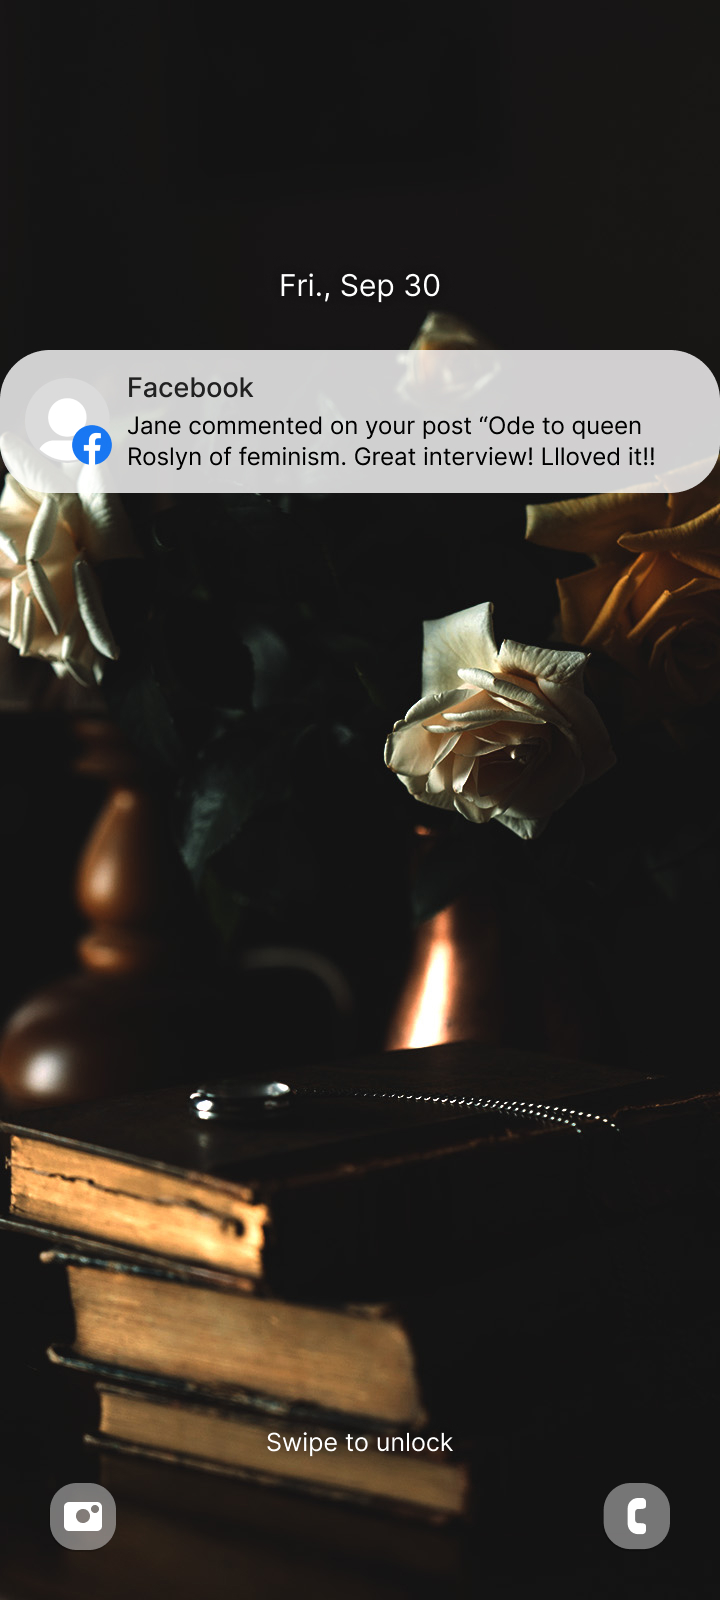 Fri., Sep 30
Facebook
Jane commented on your post “Ode to queen
Roslyn of feminism. Great interview! Llloved it!!
Swipe to unlock